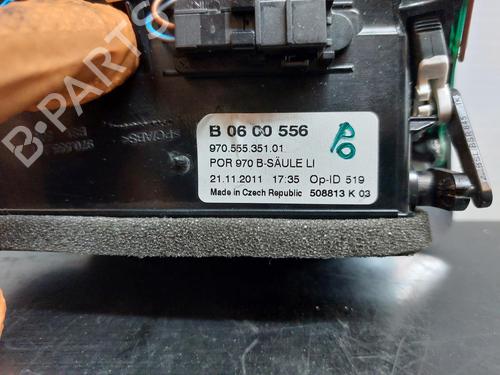 B-PARTS
B 06 C0 556
970.555.351.01
POR 970 B-SÄULE LI
21.11.2011 17:35 Op-ID 519
Made in Czech Republic 508813 K 03